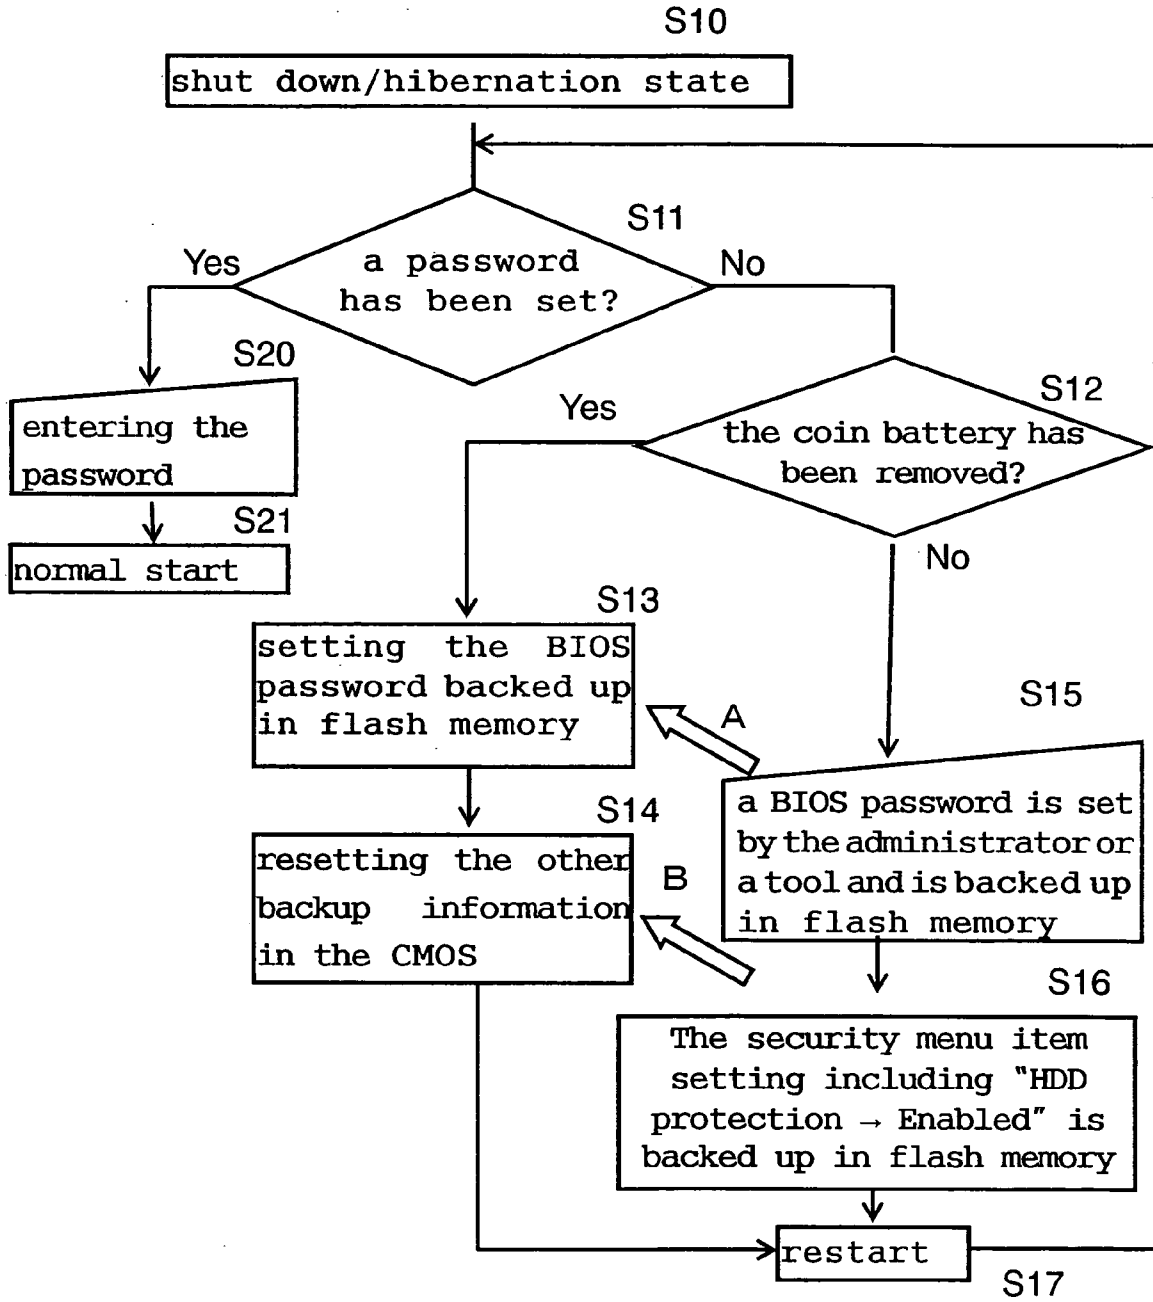 S10
shut down/hibernation state
S11
Yes
a password
has been set?
No
S20
entering the
password
S21
normal start
S12
Yes
the coin battery has
been removed?
No
S13
setting the BIOS
password backed up
in flash memory
A
S15
a BIOS password is set
by the administrator or
a tool and is backed up
in flash memory
S14
resetting the other
backup information
in the CMOS
B
S16
The security menu item
setting including "HDD
protection → Enabled" is
backed up in flash memory
restart
S17